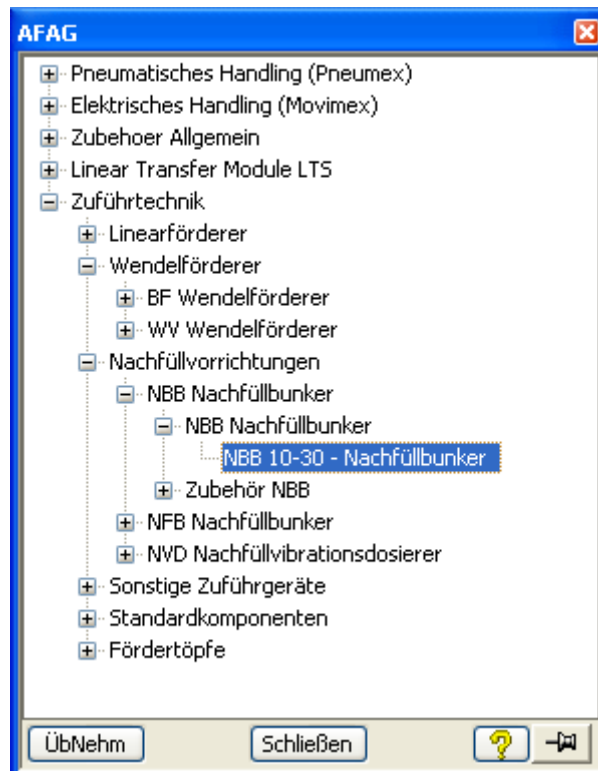 AFAG
Pneumatisches Handling (Pneumex)
Elektrisches Handling (Movimex)
Zubehoer Allgemein
Linear Transfer Module LTS
Zuführtechnik
Linearförderer
Wendelförderer
BF Wendelförderer
WV Wendelförderer
Nachfüllvorrichtungen
NBB Nachfüllbunker
NBB Nachfüllbunker
NBB 10-30 - Nachfüllbunker
Zubehör NBB
NFB Nachfüllbunker
NVD Nachfüllvibrationsdosierer
Sonstige Zuführgeräte
Standardkomponenten
Fördertöpfe
ÜbNehm Schließen ?